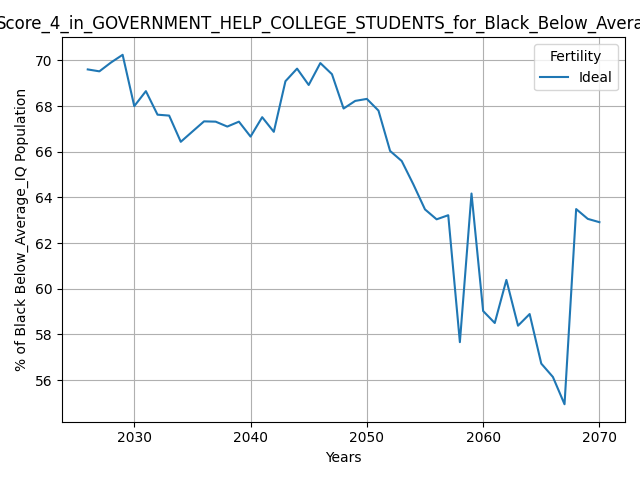 Score_4_in_GOVERNMENT_HELP_COLLEGE_STUDENTS_for_Black_Below_Avera
Fertility
Ideal
% of Black Below_Average_IQ Population
70
68
66
64
62
60
58
56
2030 2040 2050 2060 2070
Years